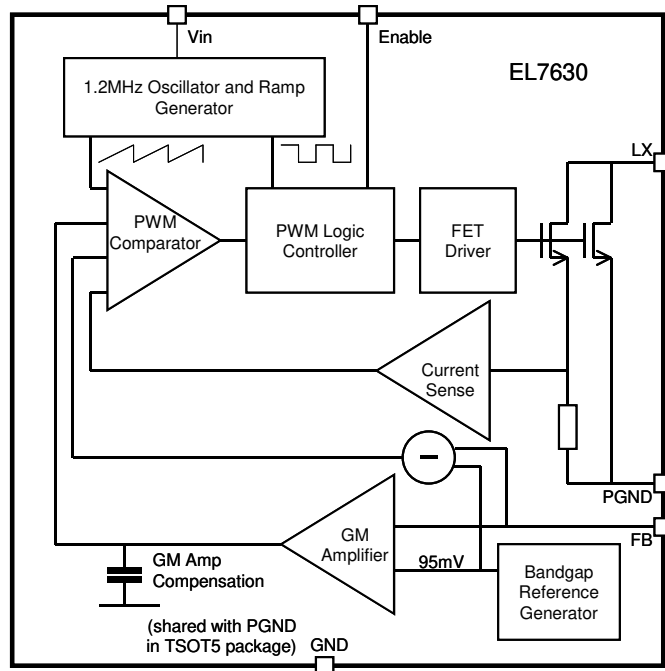 Vin
Enable
EL7630
1.2MHz Oscillator and Ramp
Generator
LX
PWM
Comparator
PWM Logic
Controller
FET
Driver
Current
Sense
–
PGND
GM
Amplifier
FB
95mV
GM Amp
Compensation
Bandgap
Reference
Generator
(shared with PGND
in TSOT5 package)
GND